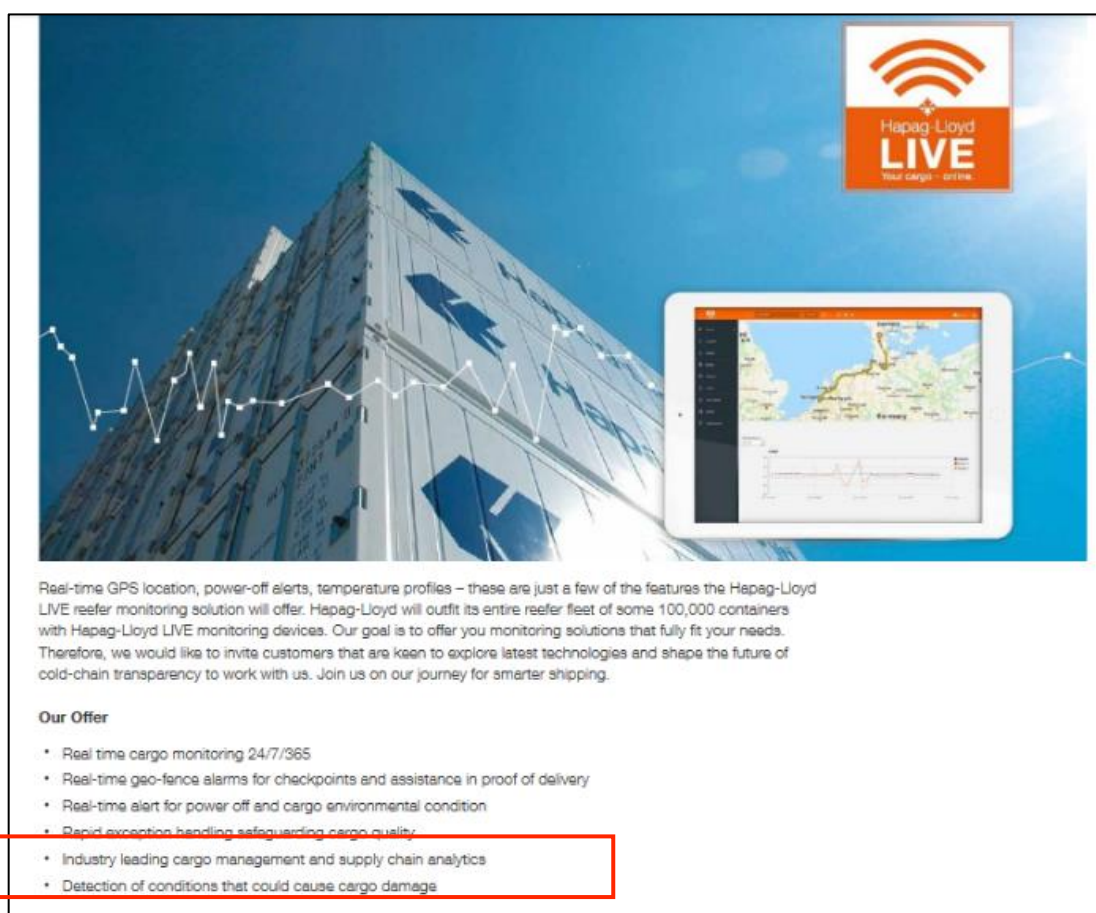 Hapag-Lloyd
LIVE
Your cargo – online.
Hapag
Germany
Real-time GPS location, power-off alerts, temperature profiles – these are just a few of the features the Hapag-Lloyd
LIVE reefer monitoring solution will offer. Hapag-Lloyd will outfit its entire reefer fleet of some 100,000 containers
with Hapag-Lloyd LIVE monitoring devices. Our goal is to offer you monitoring solutions that fully fit your needs.
Therefore, we would like to invite customers that are keen to explore latest technologies and shape the future of
cold-chain transparency to work with us. Join us on our journey for smarter shipping.
Our Offer
• Real time cargo monitoring 24/7/365
• Real-time geo-fence alarms for checkpoints and assistance in proof of delivery
• Real-time alert for power off and cargo environmental condition
• Rapid exception handling safeguarding cargo quality
• Industry leading cargo management and supply chain analytics
• Detection of conditions that could cause cargo damage